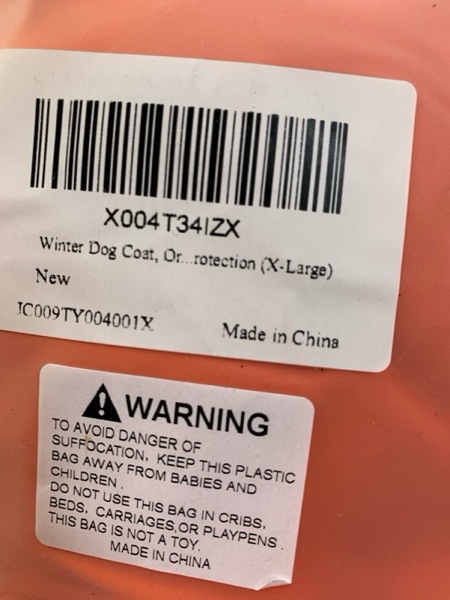 X004T34IZX
Winter Dog Coat, Or...rotection (X-Large)
New
JC009TY004001X
Made in China
WARNING
TO AVOID DANGER OF
SUFFOCATION, KEEP THIS PLASTIC
BAG AWAY FROM BABIES AND
CHILDREN .
DO NOT USE THIS BAG IN CRIBS,
BEDS, CARRIAGES,OR PLAYPENS .
THIS BAG IS NOT A TOY.
MADE IN CHINA